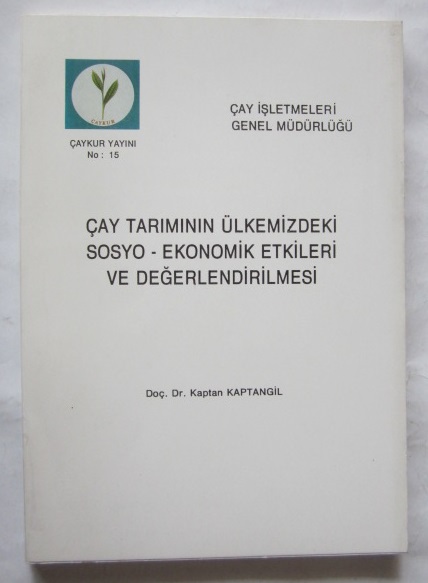 ÇAYKUR
ÇAYKUR YAYINI
No : 15
ÇAY İŞLETMELERİ
GENEL MÜDÜRLÜĞÜ
ÇAY TARIMININ ÜLKEMİZDEKİ
SOSYO - EKONOMİK ETKİLERİ
VE DEĞERLENDİRİLMESİ
Doç. Dr. Kaptan KAPTANGİL